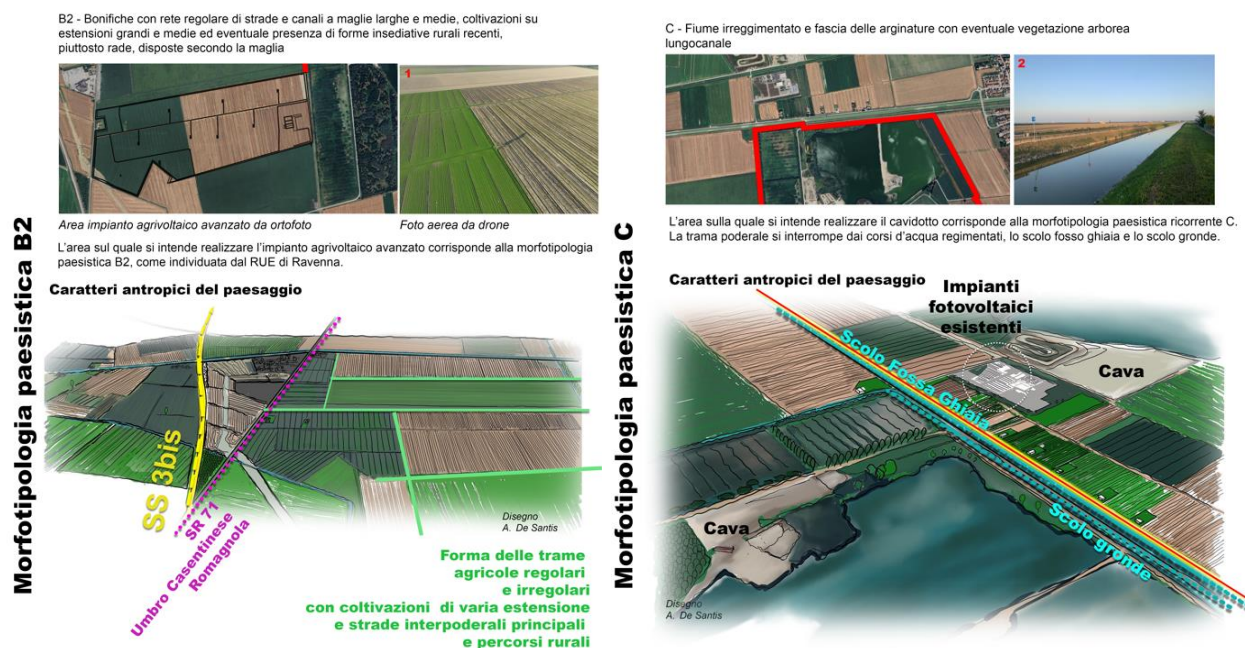 B2 - Bonifiche con rete regolare di strade e canali a maglie larghe e medie, coltivazioni su
estensioni grandi e medie ed eventuale presenza di forme insediative rurali recenti,
piuttosto rade, disposte secondo la maglia
1
Area impianto agrivoltaico avanzato da ortofoto
Foto aerea da drone
L'area sul quale si intende realizzare l'impianto agrivoltaico avanzato corrisponde alla morfotipologia
paesistica B2, come individuata dal RUE di Ravenna.
Morfotipologia paesistica B2
Caratteri antropici del paesaggio
SS 3bis
SR 71
Umbro Casentinese
Romagnola
Disegno
A. De Santis
Forma delle trame
agricole regolari
e irregolari
con coltivazioni di varia estensione
e strade interpoderali principali
e percorsi rurali
C - Fiume irreggimentato e fascia delle arginature con eventuale vegetazione arborea
lungocanale
2
L'area sulla quale si intende realizzare il cavidotto corrisponde alla morfotipologia paesistica ricorrente C.
La trama poderale si interrompe dai corsi d'acqua regimentati, lo scolo fosso ghiaia e lo scolo gronde.
Morfotipologia paesistica C
Caratteri antropici del paesaggio
Impianti
fotovoltaici
esistenti
Cava
Scolo Fossa Ghiaia
Scolo gronde
Cava
Disegno
A. De Santis